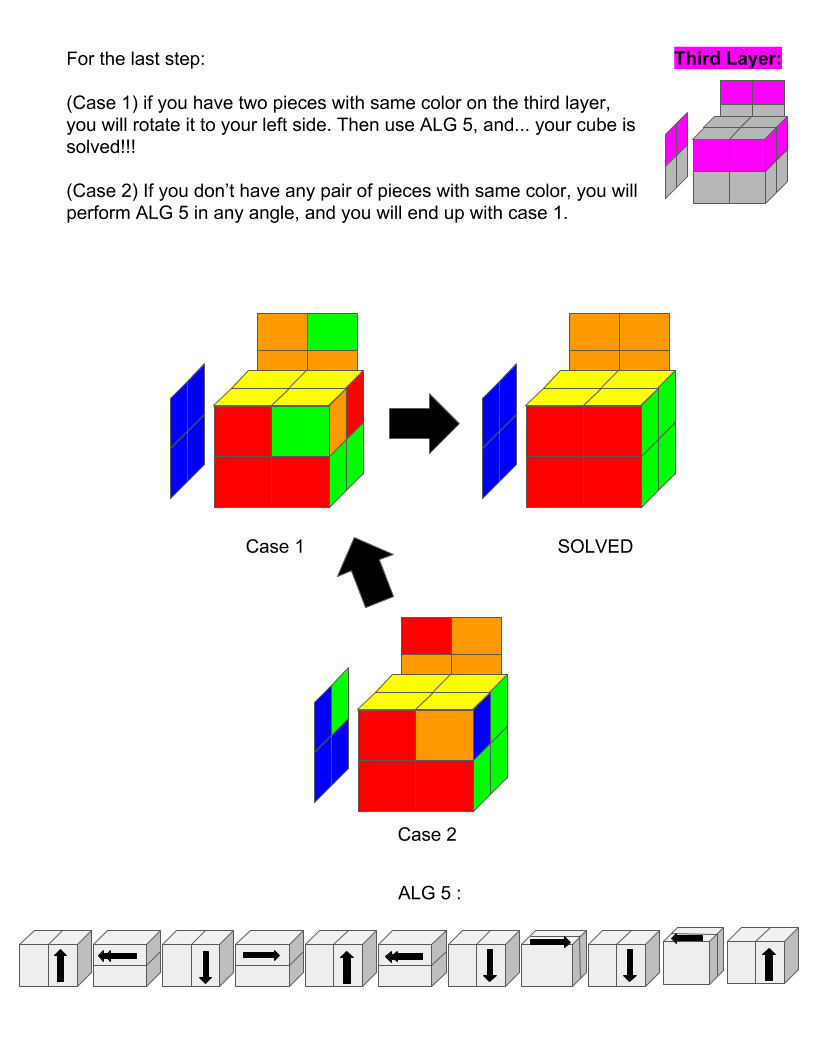 For the last step:
Third Layer:
(Case 1) if you have two pieces with same color on the third layer,
you will rotate it to your left side. Then use ALG 5, and... your cube is
solved!!!
(Case 2) If you don’t have any pair of pieces with same color, you will
perform ALG 5 in any angle, and you will end up with case 1.
Case 1
SOLVED
Case 2
ALG 5 :